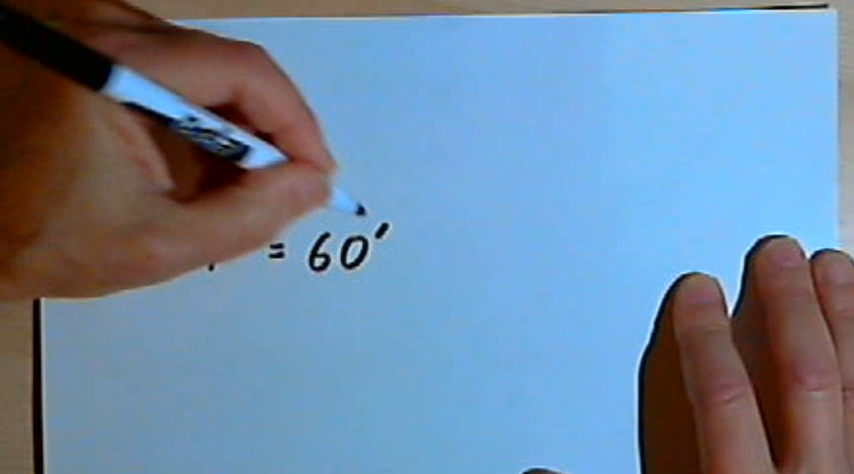 = 60′